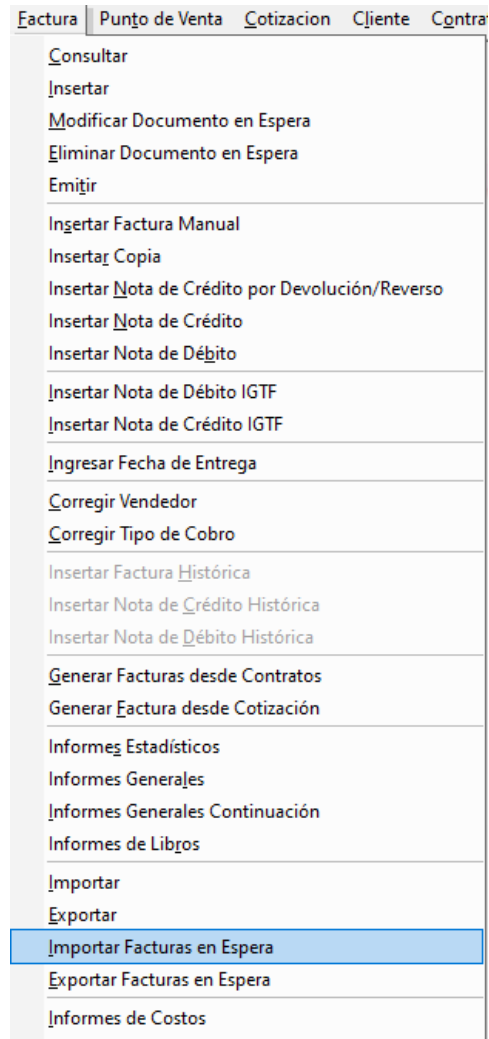 Factura Punto de Venta Cotizacion Cliente Contra
Consultar
Insertar
Modificar Documento en Espera
Eliminar Documento en Espera
Emitir
Insertar Factura Manual
Insertar Copia
Insertar Nota de Crédito por Devolución/Reverso
Insertar Nota de Crédito
Insertar Nota de Débito
Insertar Nota de Débito IGTF
Insertar Nota de Crédito IGTF
Ingresar Fecha de Entrega
Corregir Vendedor
Corregir Tipo de Cobro
Insertar Factura Histórica
Insertar Nota de Crédito Histórica
Insertar Nota de Débito Histórica
Generar Facturas desde Contratos
Generar Factura desde Cotización
Informes Estadísticos
Informes Generales
Informes Generales Continuación
Informes de Libros
Importar
Exportar
Importar Facturas en Espera
Exportar Facturas en Espera
Informes de Costos